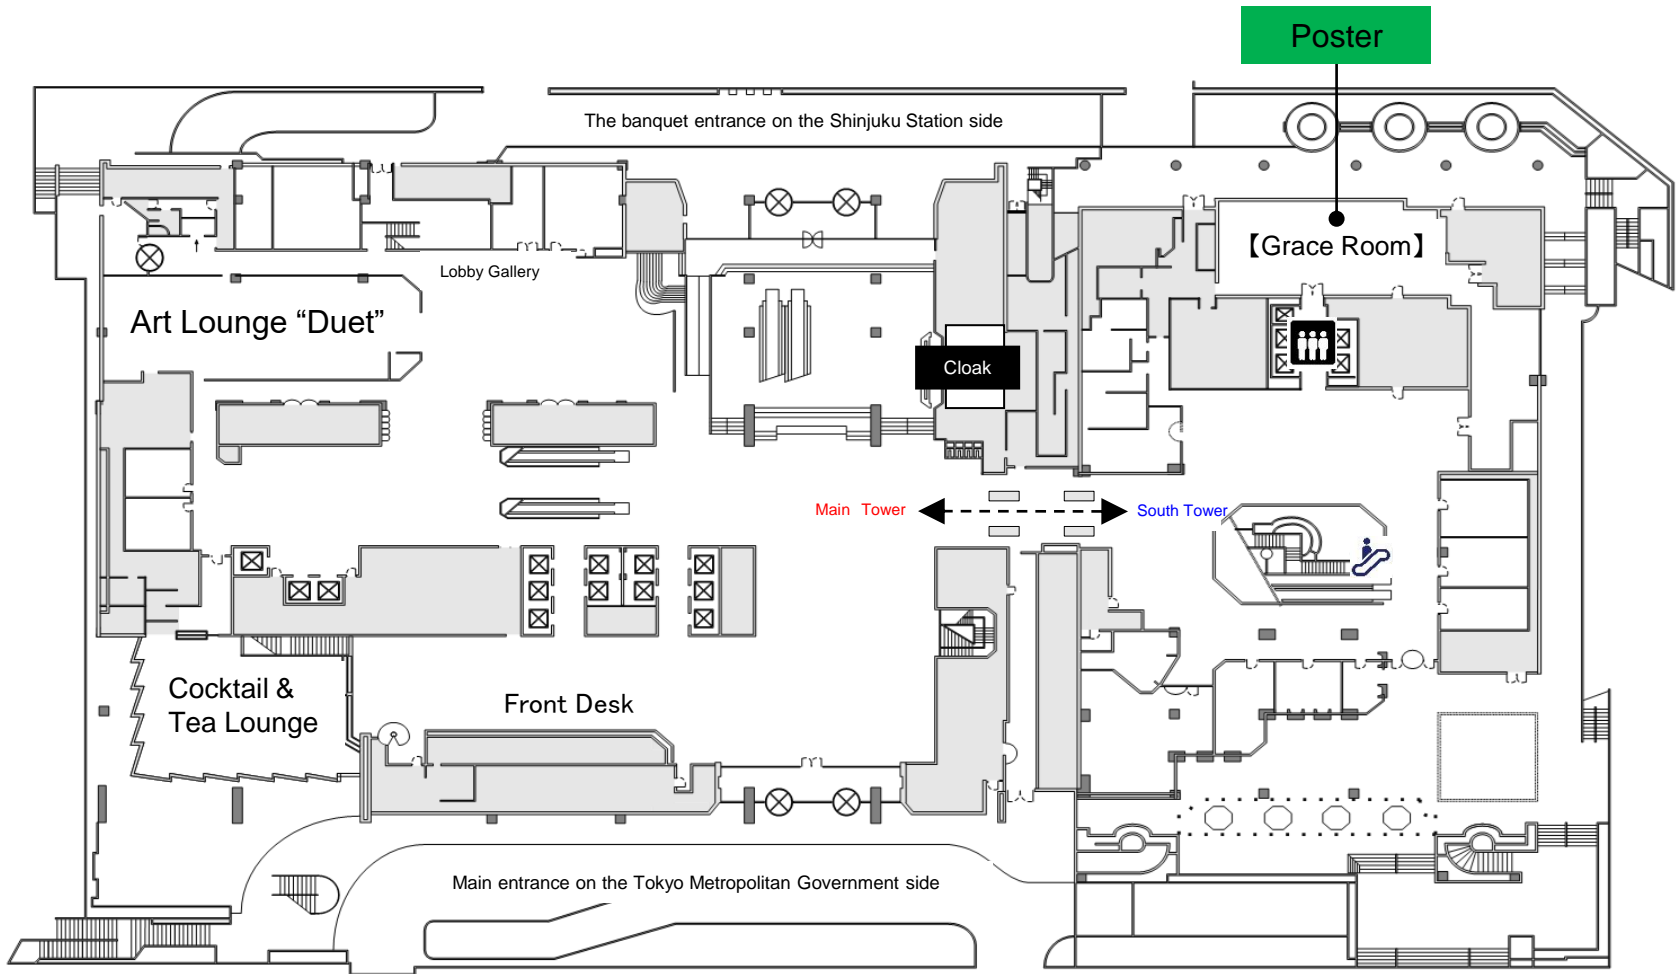 Poster
The banquet entrance on the Shinjuku Station side
【Grace Room】
Lobby Gallery
Art Lounge “Duet”
Cloak
Main Tower
South Tower
Cocktail &
Tea Lounge
Front Desk
Main entrance on the Tokyo Metropolitan Government side